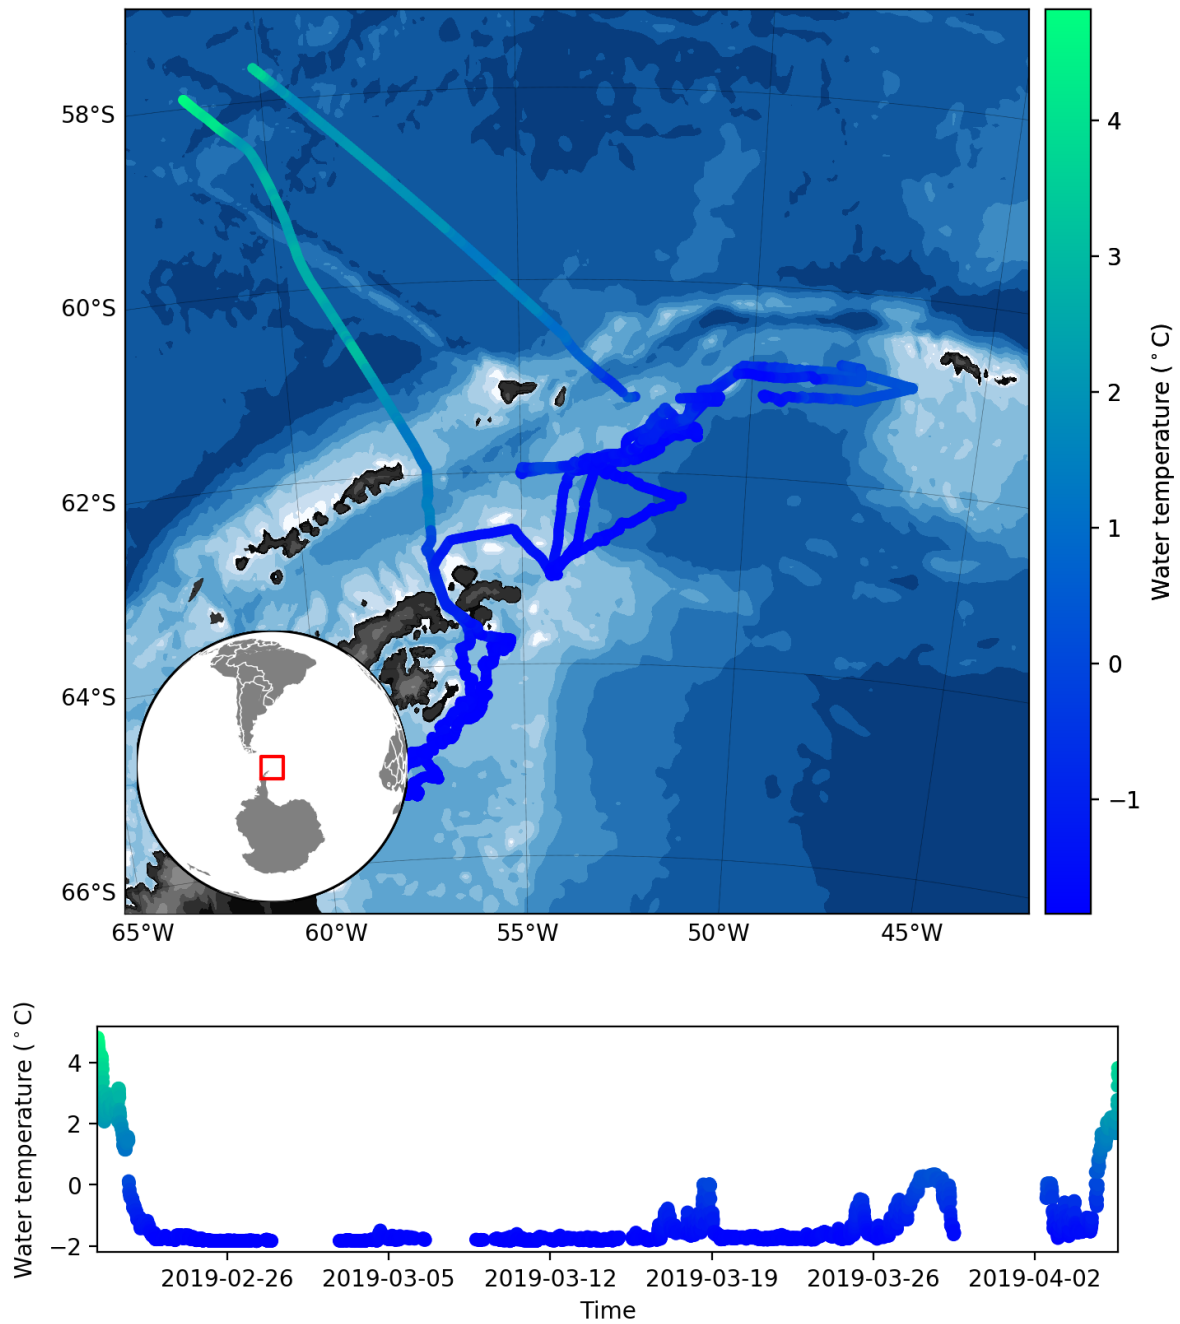 58°S
60°S
62°S
64°S
66°S
65°W 60°W 55°W 50°W 45°W
4
3
2
1
0
−1
Water temperature (°C)
Water temperature (°C)
4
2
0
−2
2019-02-26 2019-03-05 2019-03-12 2019-03-19 2019-03-26 2019-04-02
Time